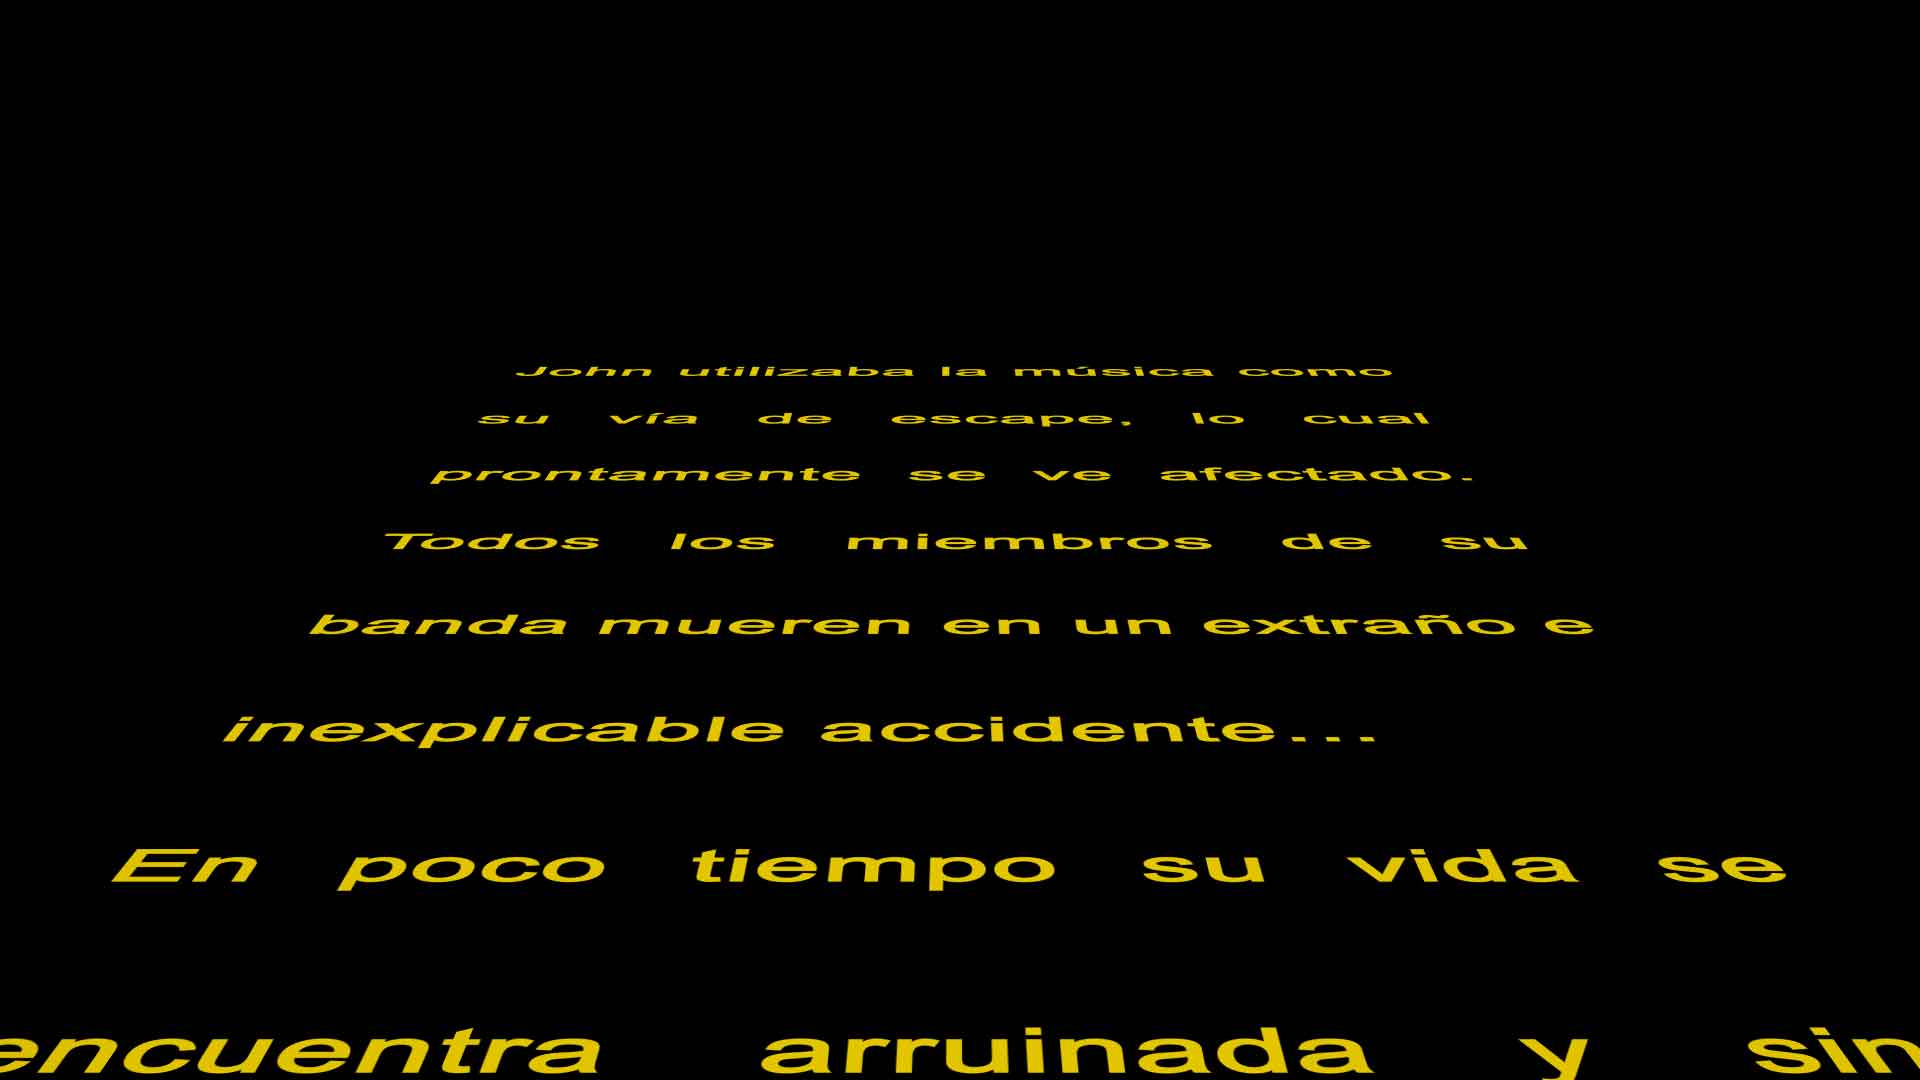 John utilizaba la música como
su vía de escape, lo cual
prontamente se ve afectado.
Todos los miembros de su
banda mueren en un extraño e
inexplicable accidente...
En poco tiempo su vida se
encuentra arruinada y sin